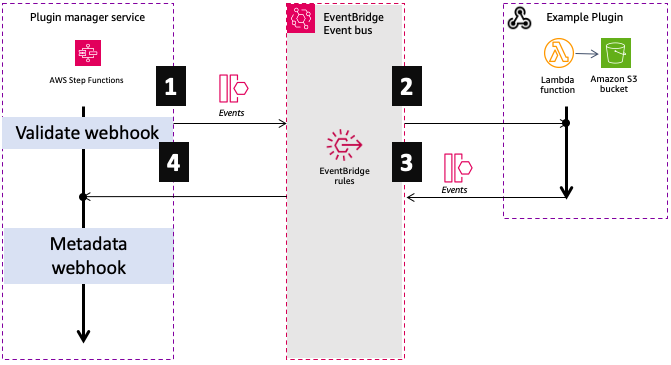 Plugin manager service
AWS Step Functions
Validate webhook
Metadata
webhook
1
Events
4
EventBridge
Event bus
EventBridge
rules
2
3
Events
Example Plugin
Lambda
function
Amazon S3
bucket